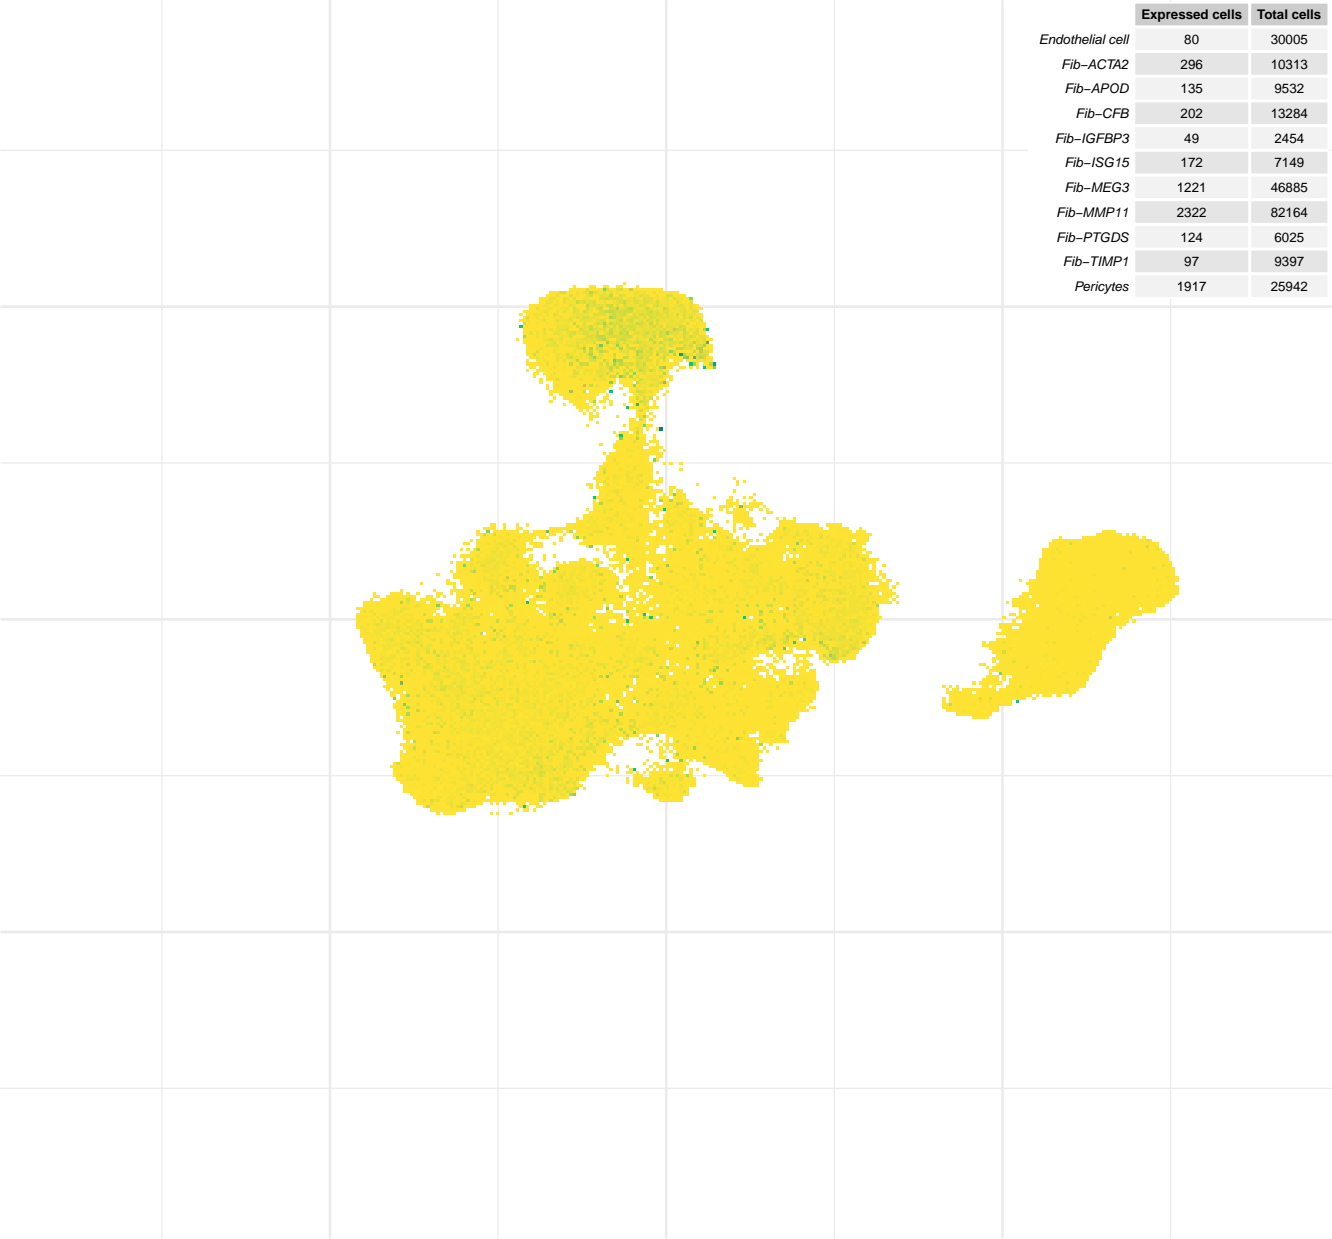 Expressed cells Total cells
Endothelial cell 80 30005
Fib−ACTA2 296 10313
Fib−APOD 135 9532
Fib−CFB 202 13284
Fib−IGFBP3 49 2454
Fib−ISG15 172 7149
Fib−MEG3 1221 46885
Fib−MMP11 2322 82164
Fib−PTGDS 124 6025
Fib−TIMP1 97 9397
Pericytes 1917 25942